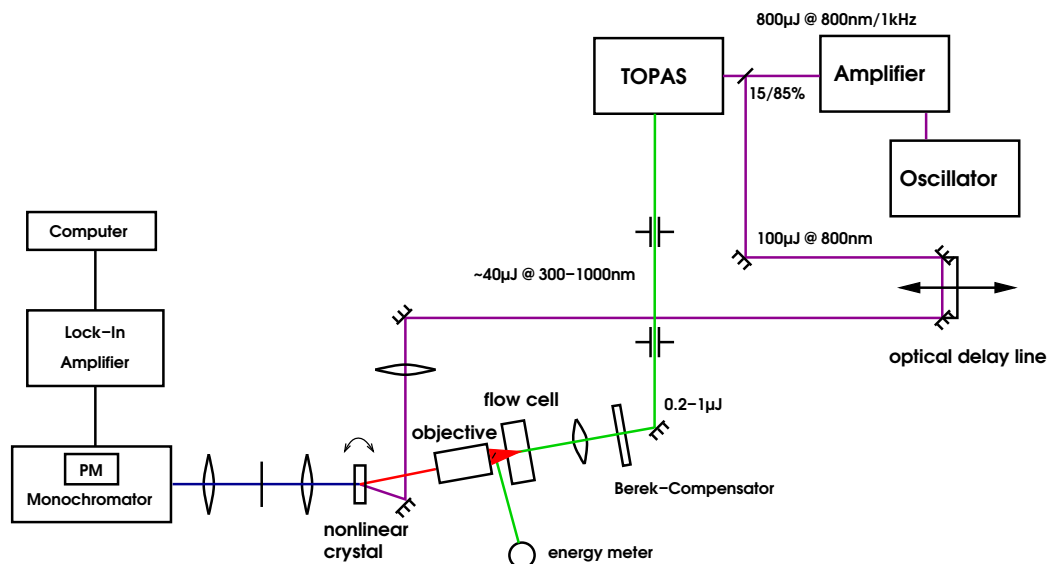 800µJ @ 800nm/1kHz
TOPAS
Amplifier
15/85%
Oscillator
Computer
100µJ @ 800nm
~40µJ @ 300−1000nm
Lock−In
Amplifier
optical delay line
flow cell
0.2−1µJ
objective
PM
Monochromator
Berek−Compensator
nonlinear
crystal
energy meter